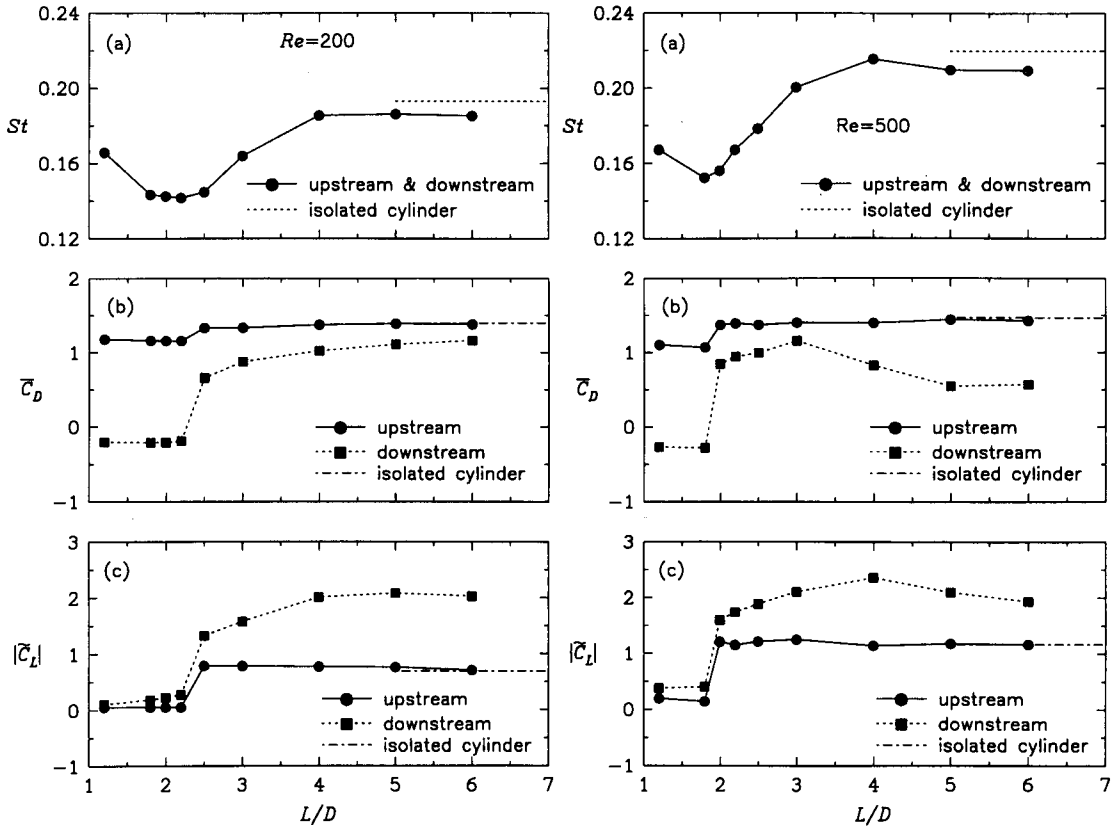 0.24
0.20
0.16
0.12
St
(a)
Re=200
upstream & downstream
isolated cylinder
2
1
0
−1
C̅_D
(b)
upstream
downstream
isolated cylinder
3
2
1
0
−1
|C̃_L|
(c)
upstream
downstream
isolated cylinder
1 2 3 4 5 6 7
L/D
0.24
0.20
0.16
0.12
St
(a)
Re=500
upstream & downstream
isolated cylinder
2
1
0
−1
C̅_D
(b)
upstream
downstream
isolated cylinder
3
2
1
0
−1
|C̃_L|
(c)
upstream
downstream
isolated cylinder
1 2 3 4 5 6 7
L/D